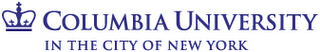 COLUMBIA UNIVERSITY
IN THE CITY OF NEW YORK